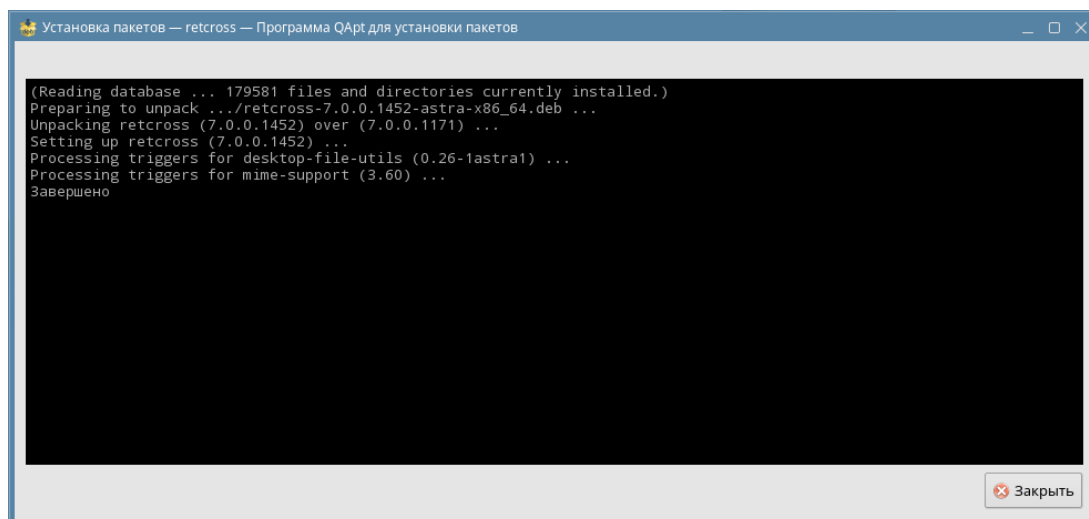 Установка пакетов — retcross — Программа QApt для установки пакетов
(Reading database ... 179581 files and directories currently installed.)
Preparing to unpack .../retcross-7.0.0.1452-astra-x86_64.deb ...
Unpacking retcross (7.0.0.1452) over (7.0.0.1171) ...
Setting up retcross (7.0.0.1452) ...
Processing triggers for desktop-file-utils (0.26-1astra1) ...
Processing triggers for mime-support (3.60) ...
Завершено
Закрыть